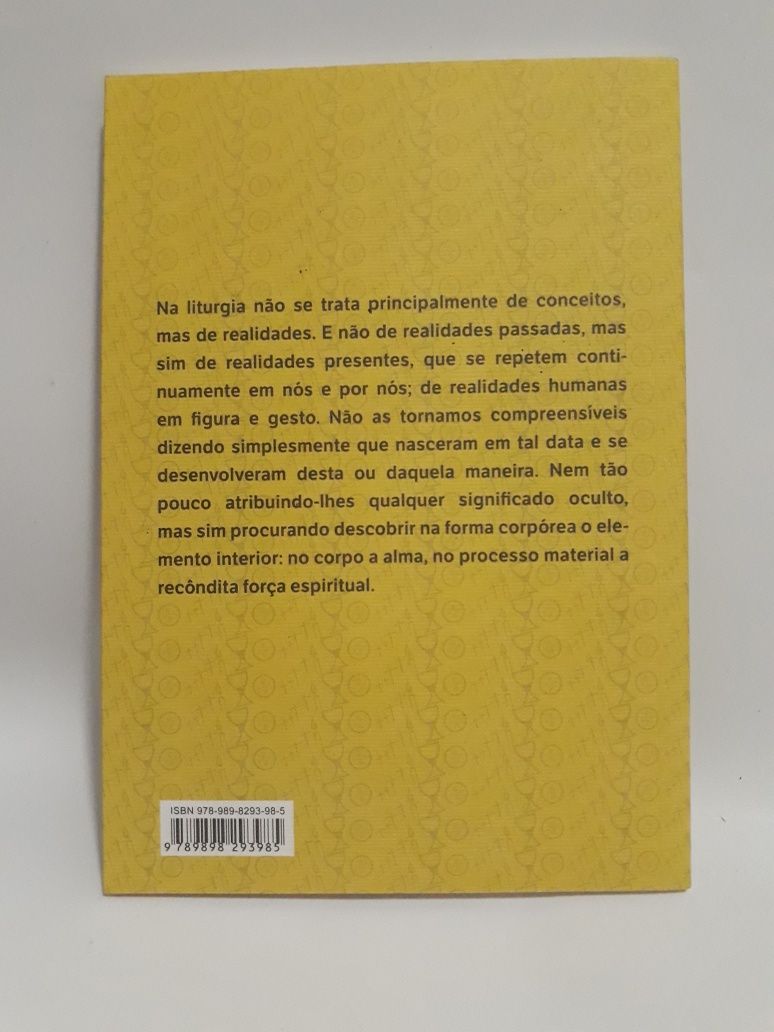 Na liturgia não se trata principalmente de conceitos,
mas de realidades. E não de realidades passadas, mas
sim de realidades presentes, que se repetem conti-
nuamente em nós e por nós; de realidades humanas
em figura e gesto. Não as tornamos compreensíveis
dizendo simplesmente que nasceram em tal data e se
desenvolveram desta ou daquela maneira. Nem tão
pouco atribuindo-lhes qualquer significado oculto,
mas sim procurando descobrir na forma corpórea o ele-
mento interior: no corpo a alma, no processo material a
recôndita força espiritual.
ISBN 978-989-8293-98-5
9 789898 293985